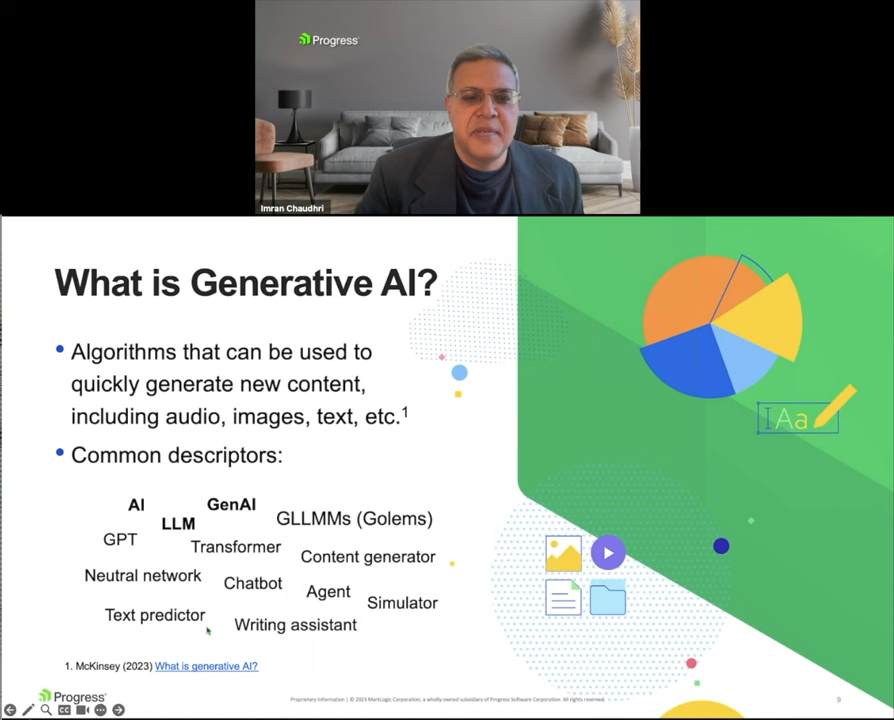 Progress
Imran Chaudhri
What is Generative AI?
• Algorithms that can be used to
quickly generate new content,
including audio, images, text, etc.1
• Common descriptors:
AI
GenAI
LLM
GLLMMs (Golems)
GPT
Transformer
Content generator
Neutral network
Chatbot
Agent
Simulator
Text predictor
Writing assistant
IAa
1. McKinsey (2023) What is generative AI?
Progress
Proprietary Information | © 2023 MarkLogic Corporation, a wholly-owned subsidiary of Progress Software Corporation. All rights reserved.
9
CC